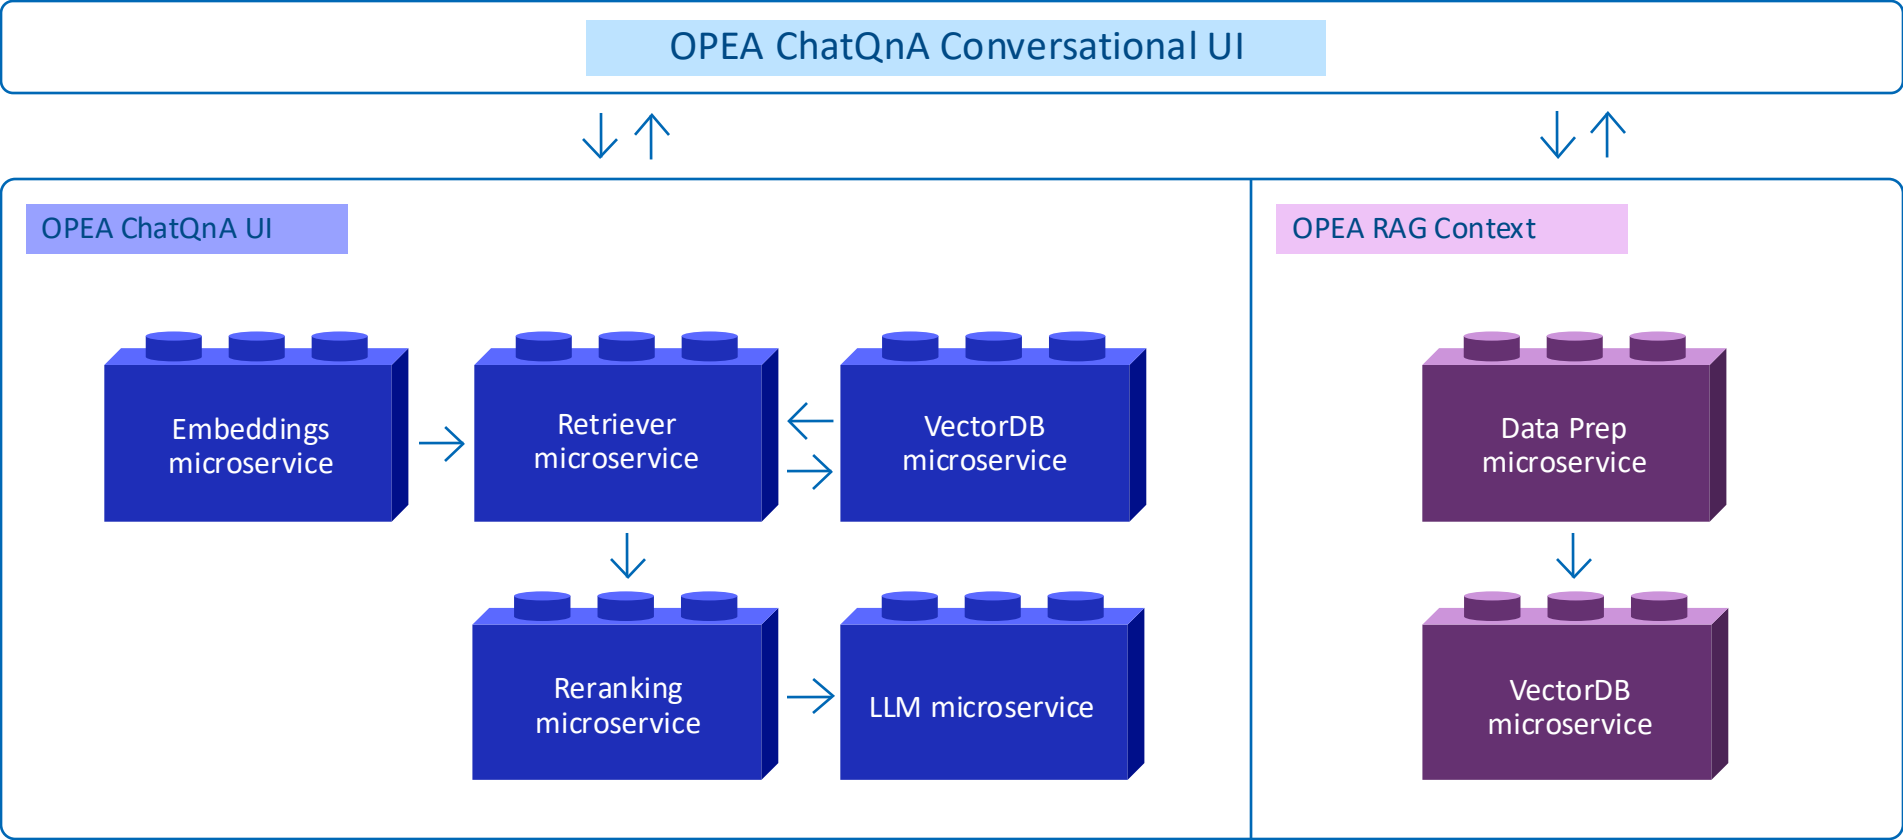 OPEA ChatQnA Conversational UI
OPEA ChatQnA UI
OPEA RAG Context
Embeddings
microservice
Retriever
microservice
VectorDB
microservice
Data Prep
microservice
Reranking
microservice
LLM microservice
VectorDB
microservice